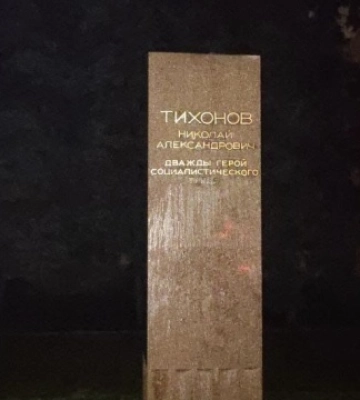 ТИХОНОВ
НИКОЛАЙ
АЛЕКСАНДРОВИЧ
ДВАЖДЫ ГЕРОЙ
СОЦИАЛИСТИЧЕСКОГО
ТРУДА